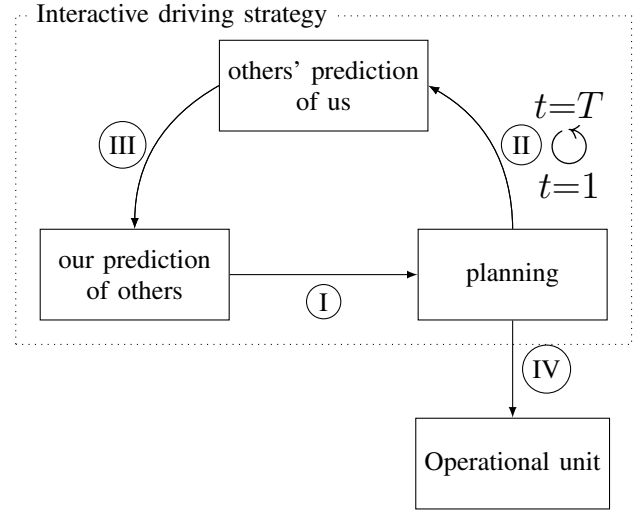 Interactive driving strategy
others’ prediction
of us
t=T
III
II
t=1
our prediction
of others
planning
I
IV
Operational unit